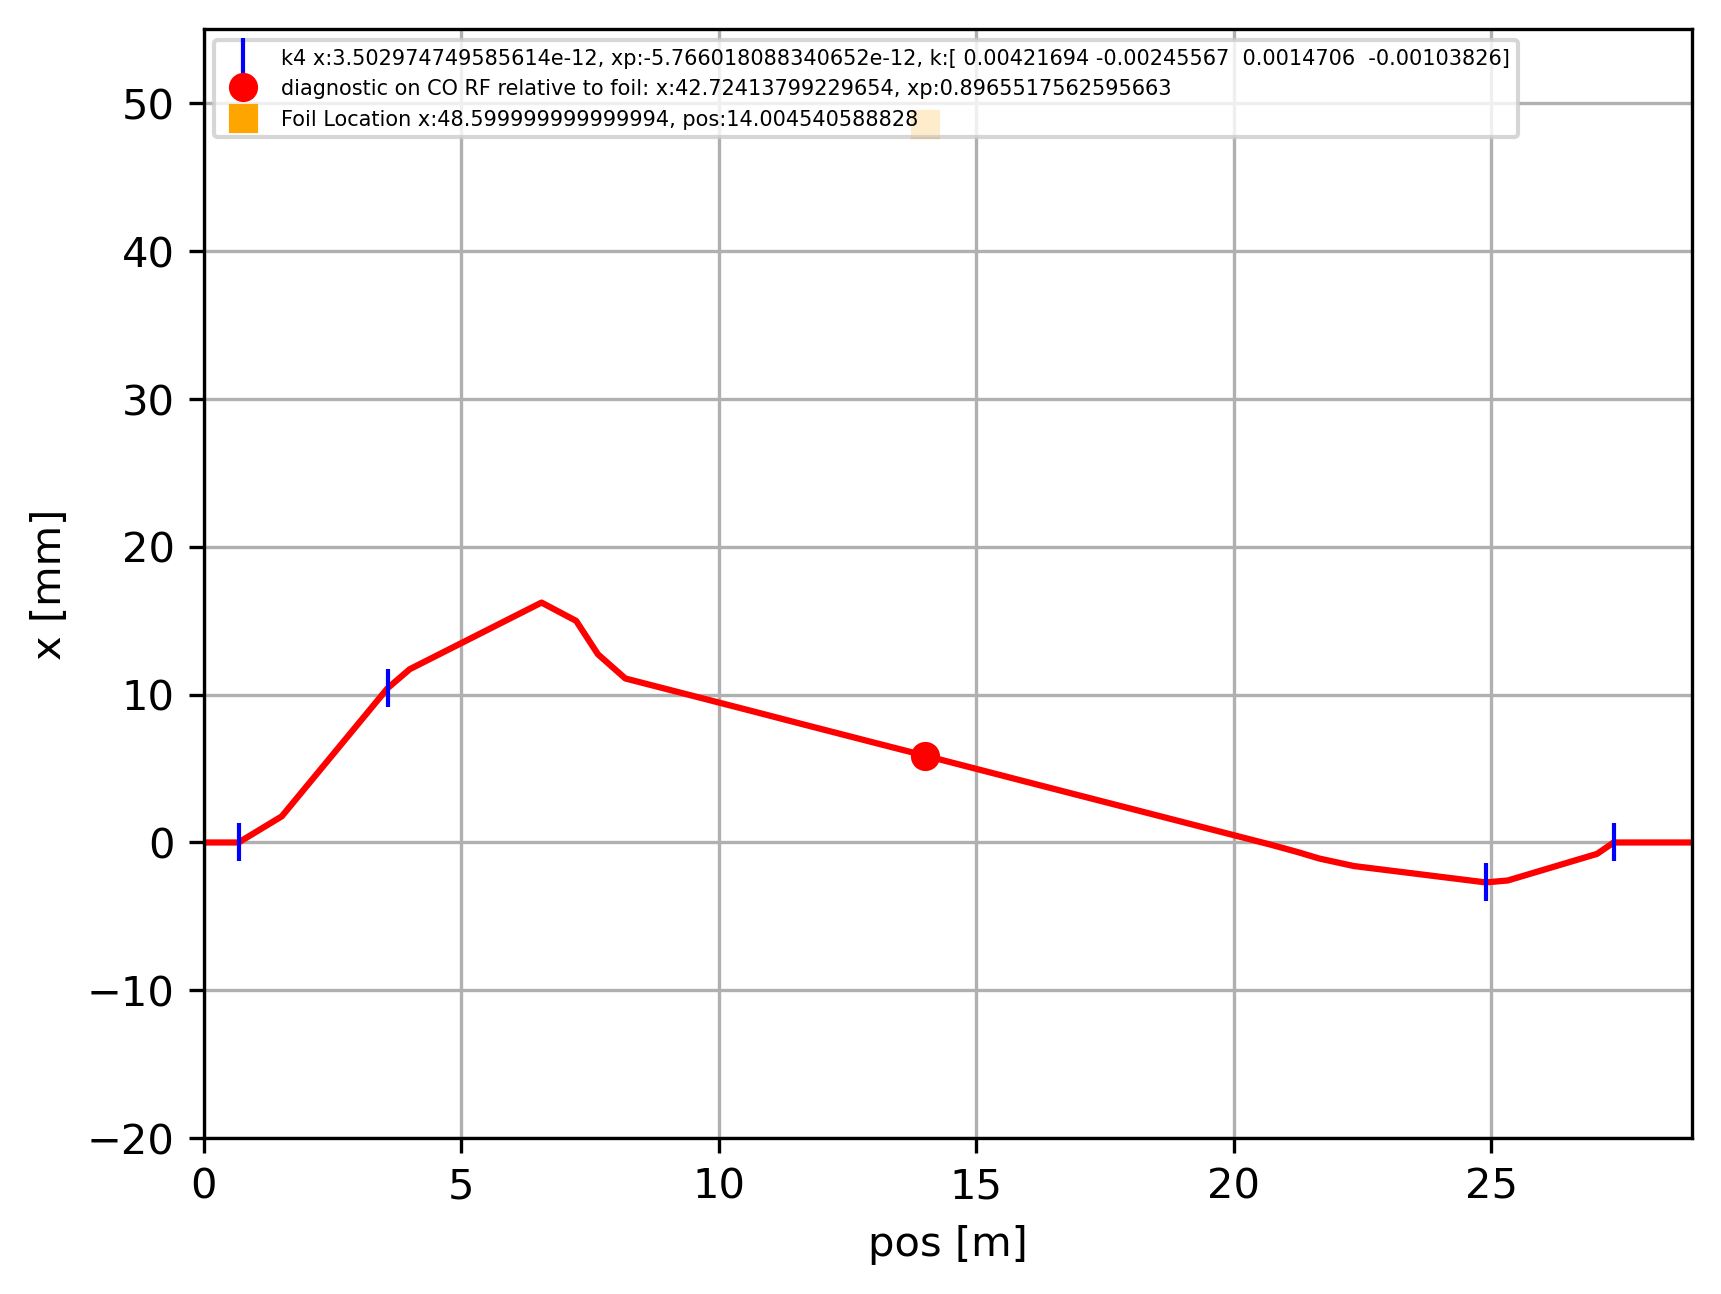 k4 x:3.502974749585614e-12, xp:-5.766018088340652e-12, k:[ 0.00421694 -0.00245567  0.0014706  -0.00103826]
diagnostic on CO RF relative to foil: x:42.72413799229654, xp:0.8965517562595663
Foil Location x:48.599999999999994, pos:14.004540588828
50
40
30
20
10
0
−10
−20
x [mm]
0 5 10 15 20 25
pos [m]